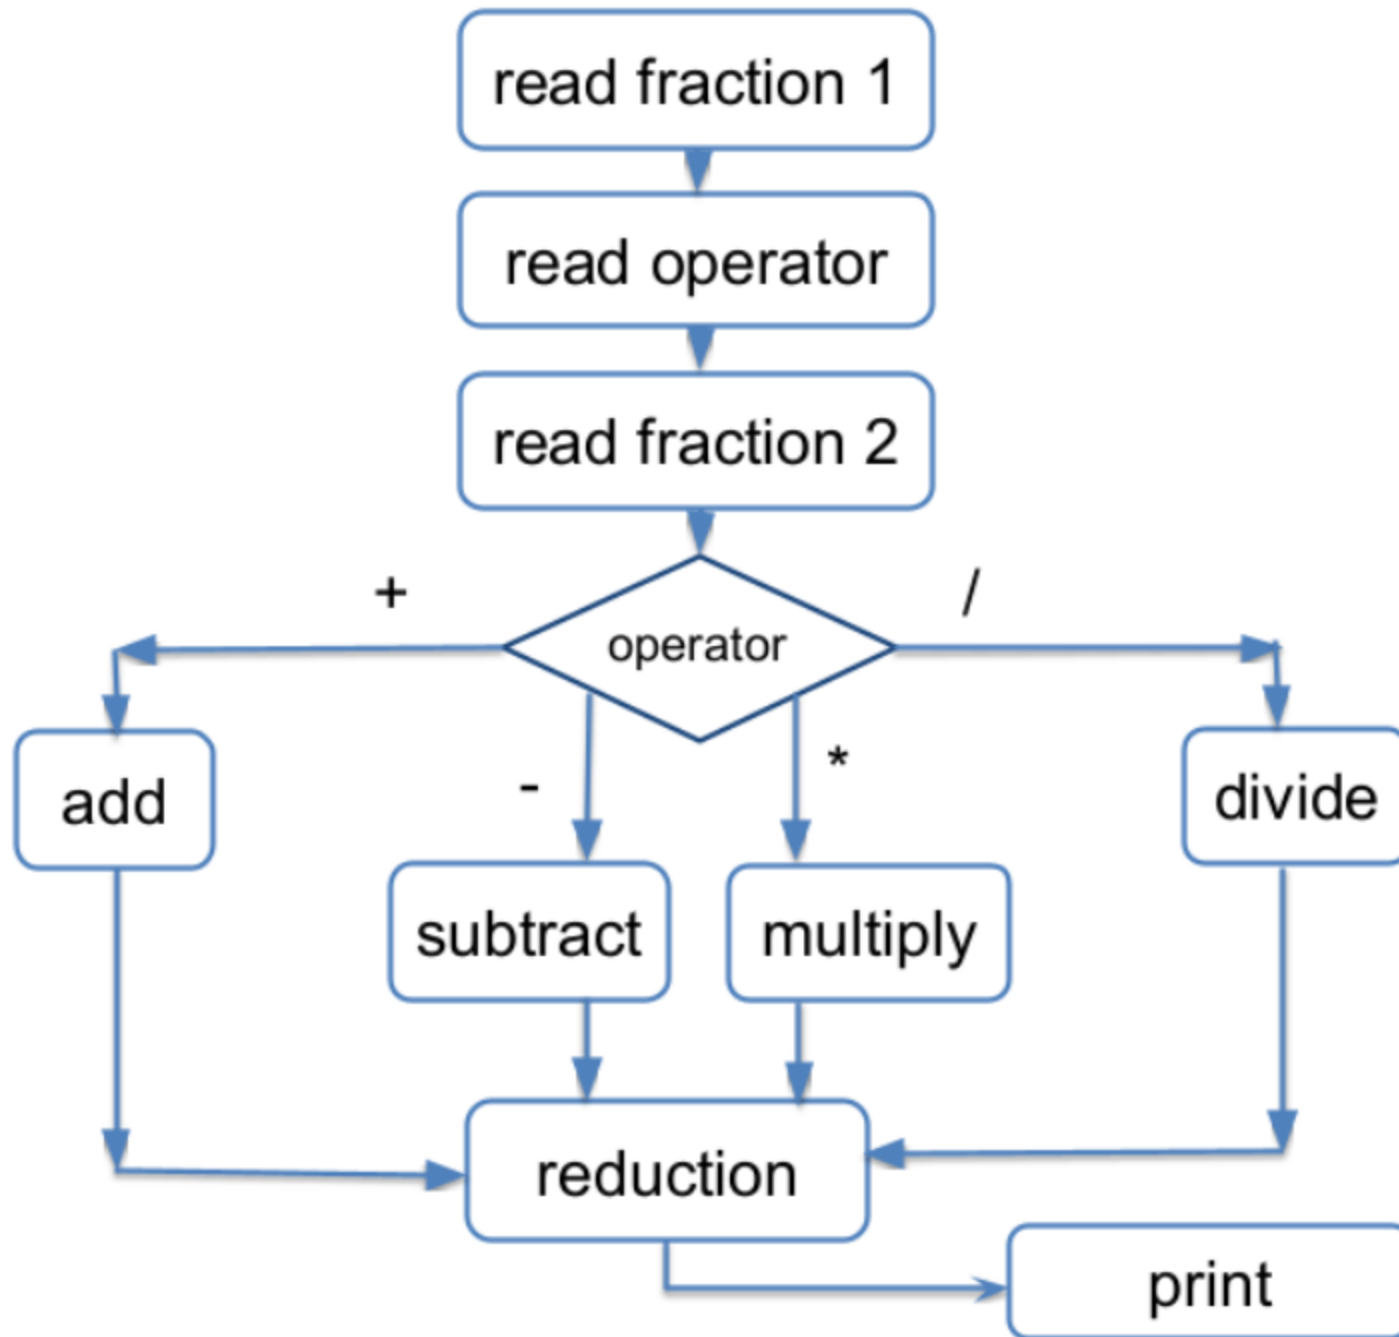 read fraction 1
read operator
read fraction 2
+
/
operator
-
*
add
divide
subtract
multiply
reduction
print